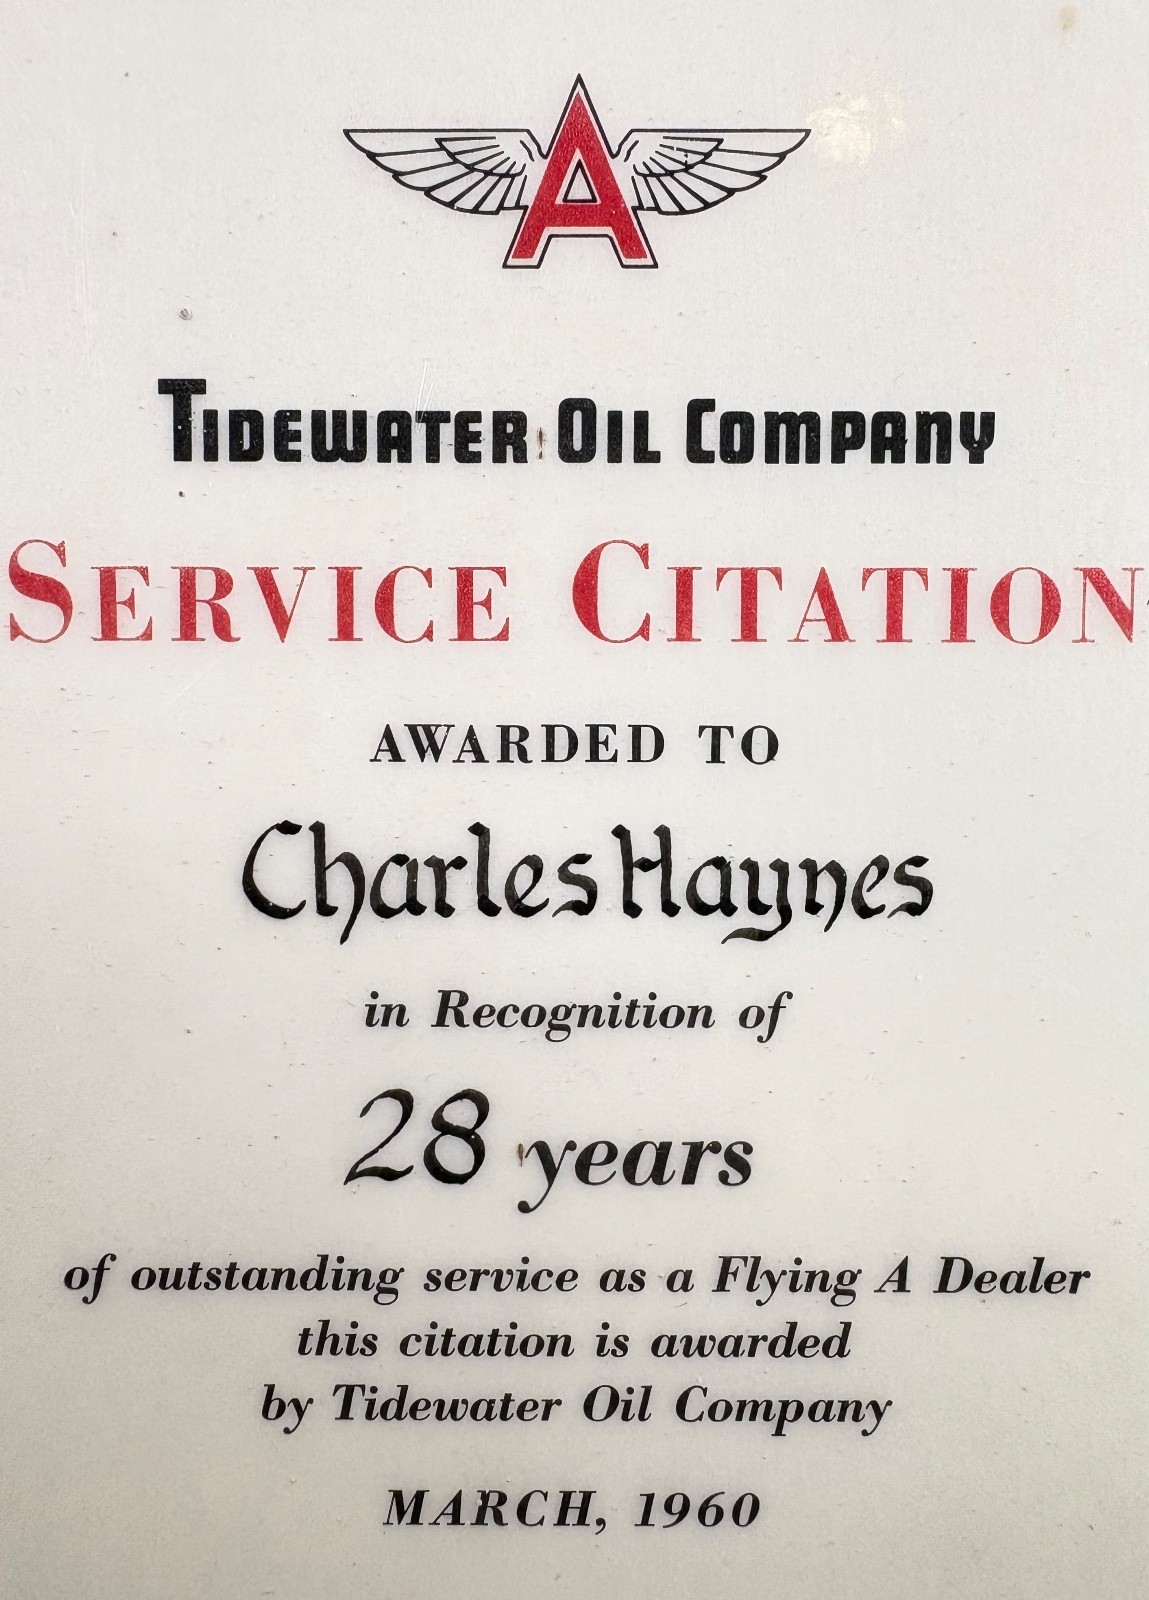 A
TIDEWATER OIL COMPANY
SERVICE CITATION
AWARDED TO
Charles Haynes
in Recognition of
28 years
of outstanding service as a Flying A Dealer
this citation is awarded
by Tidewater Oil Company
MARCH, 1960